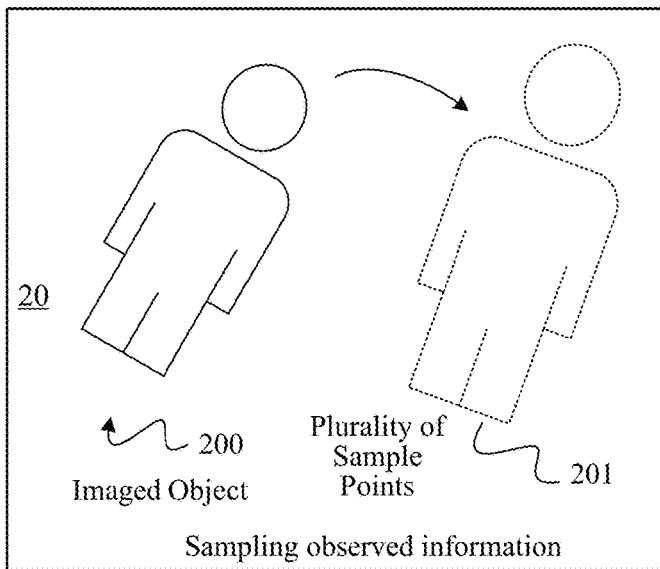 20
200
Imaged Object
Plurality of
Sample
Points
201
Sampling observed information